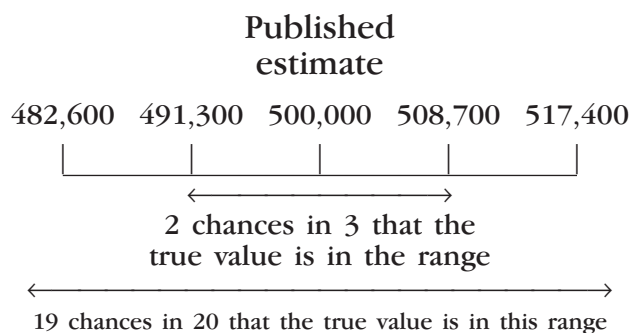 Published
estimate
482,600 491,300 500,000 508,700 517,400
2 chances in 3 that the
true value is in the range
19 chances in 20 that the true value is in this range